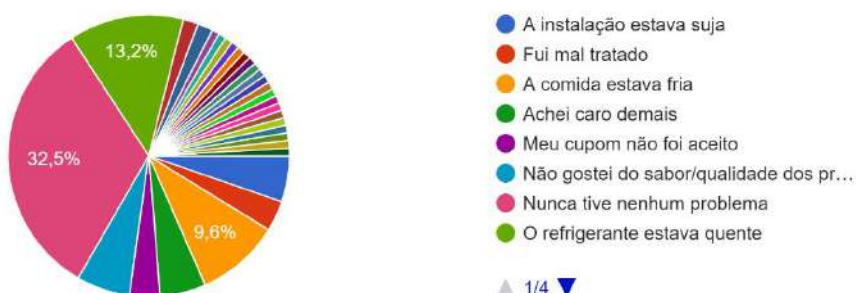 13,2%
32,5%
9,6%
A instalação estava suja
Fui mal tratado
A comida estava fria
Achei caro demais
Meu cupom não foi aceito
Não gostei do sabor/qualidade dos pr...
Nunca tive nenhum problema
O refrigerante estava quente
1/4